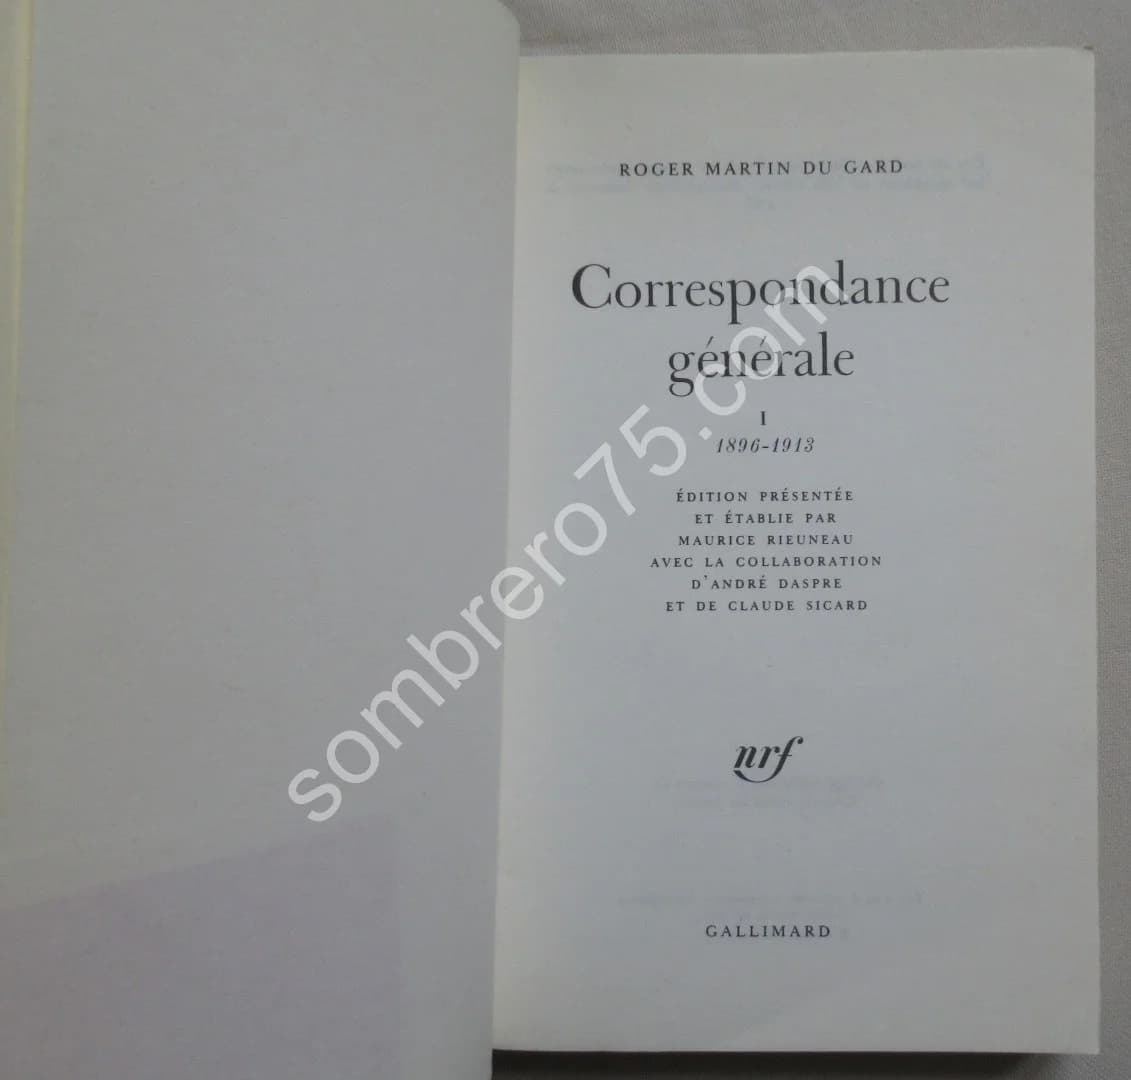 ROGER MARTIN DU GARD
Correspondance
générale
I
1896-1913
ÉDITION PRÉSENTÉE
ET ÉTABLIE PAR
MAURICE RIEUNEAU
AVEC LA COLLABORATION
D'ANDRÉ DASPRE
ET DE CLAUDE SICARD
nrf
GALLIMARD
sombrero75.com